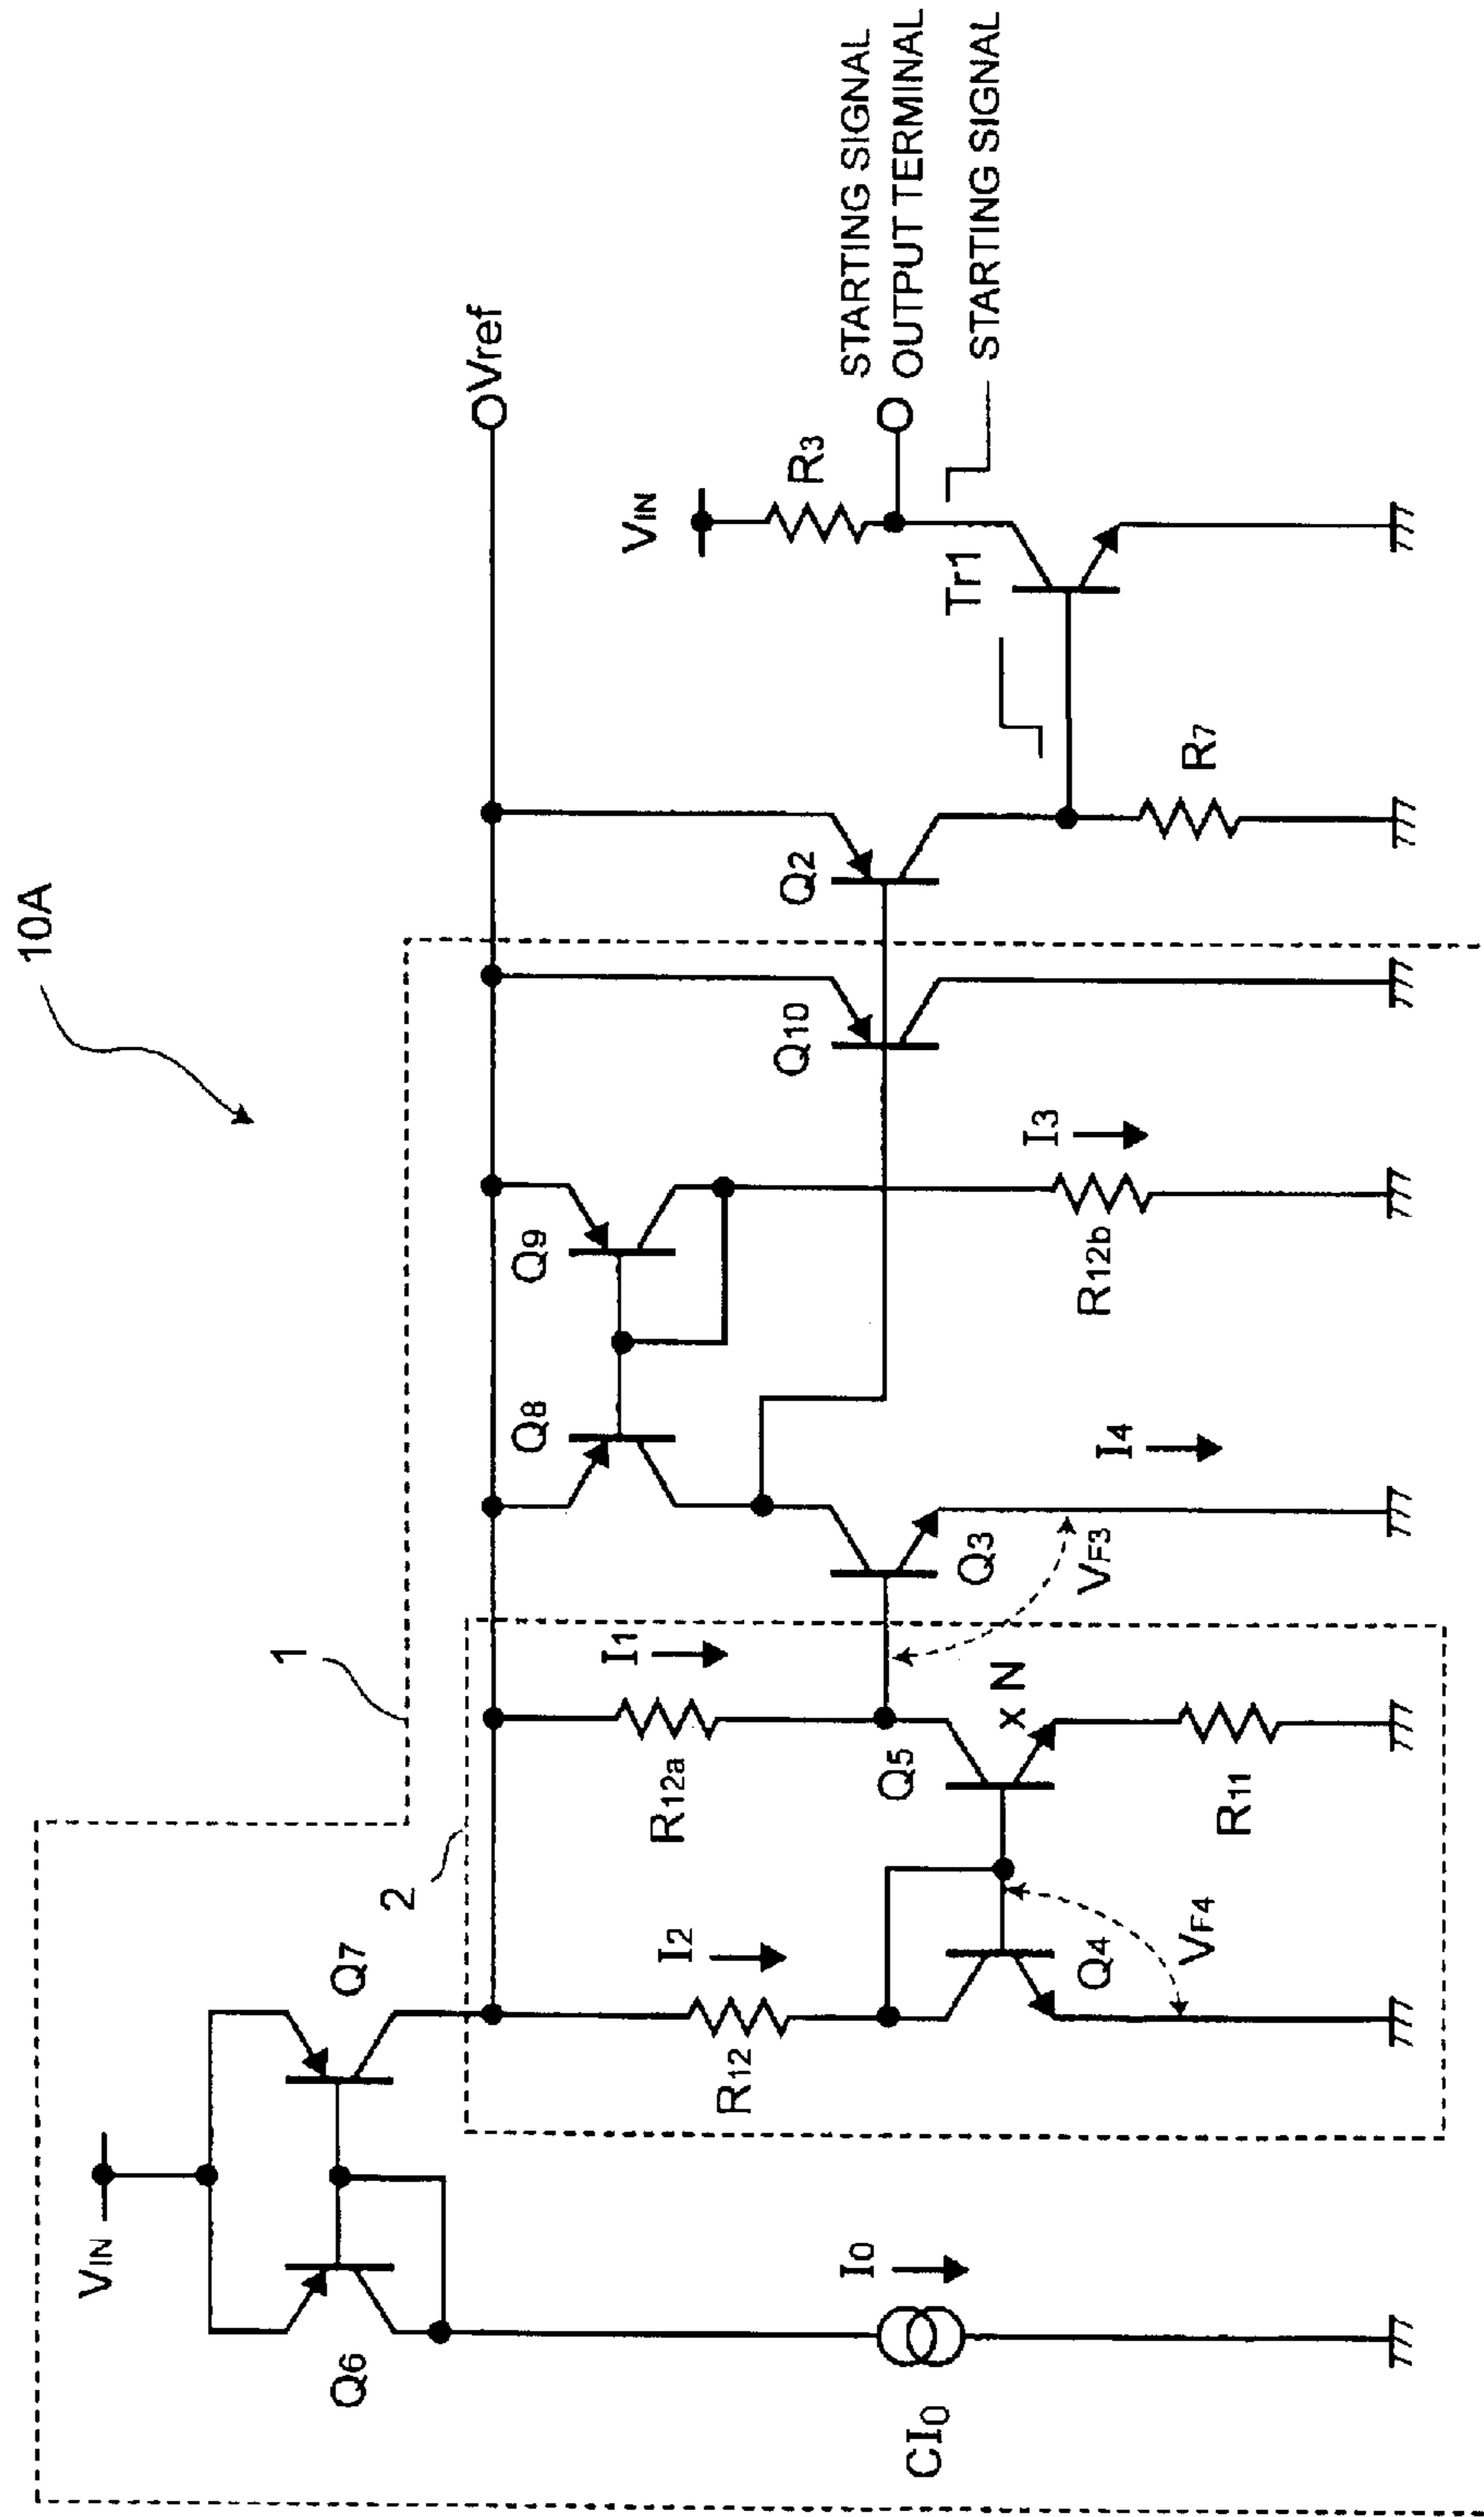 10A
1
2
VIN
Q6
Q7
CI0
I0
Vref
R12
I2
Q4
VF4
R12a
I1
Q5
x N
R11
Q3
VF3
I4
Q8
Q9
R12b
I3
Q10
Q2
R7
VIN
R3
Tr1
STARTING SIGNAL
OUTPUT TERMINAL
STARTING SIGNAL